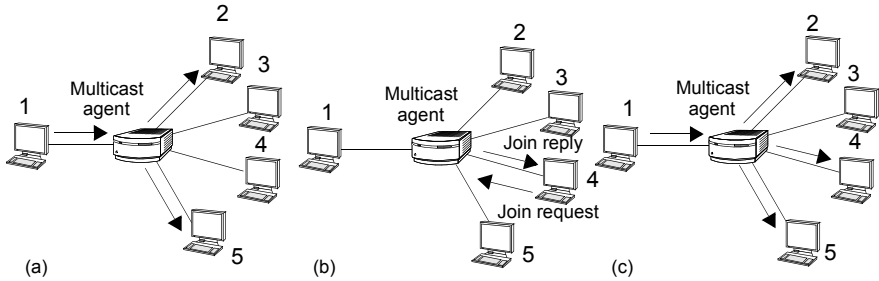 1
Multicast
agent
2
3
4
5
(a)
1
Multicast
agent
2
3
Join reply
4
Join request
5
(b)
1
Multicast
agent
2
3
4
5
(c)